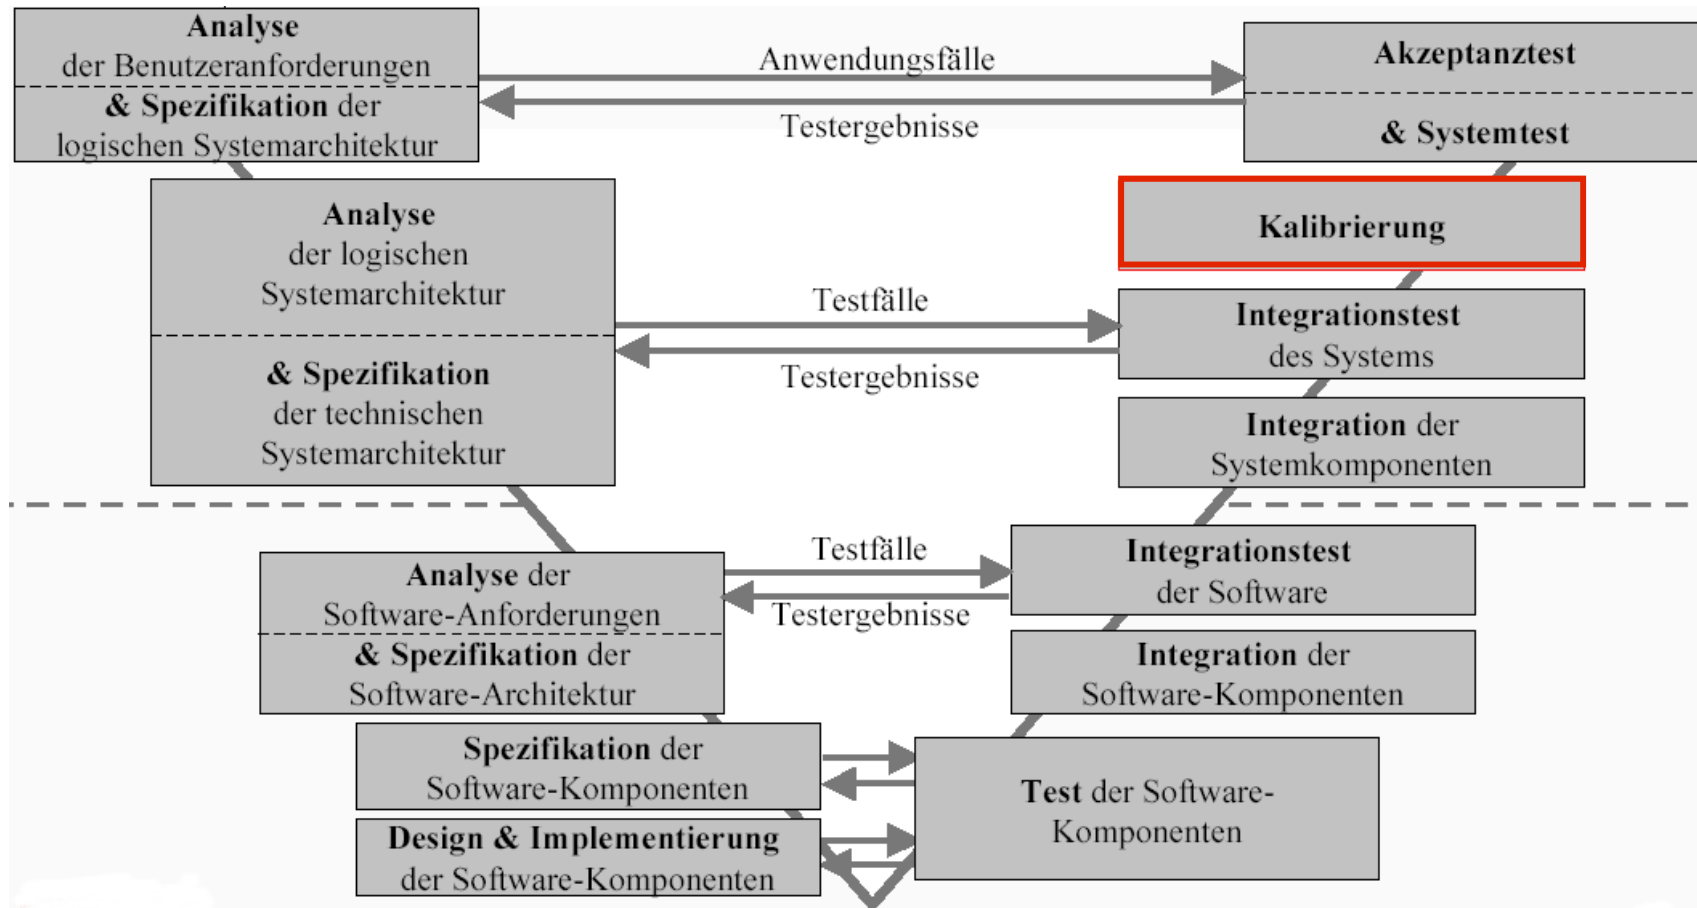 Analyse
der Benutzeranforderungen
& Spezifikation der
logischen Systemarchitektur
Anwendungsfälle
Testergebnisse
Akzeptanztest
& Systemtest
Analyse
der logischen
Systemarchitektur
& Spezifikation
der technischen
Systemarchitektur
Testfälle
Testergebnisse
Kalibrierung
Integrationstest
des Systems
Integration der
Systemkomponenten
Analyse der
Software-Anforderungen
& Spezifikation der
Software-Architektur
Testfälle
Testergebnisse
Integrationstest
der Software
Integration der
Software-Komponenten
Spezifikation der
Software-Komponenten
Design & Implementierung
der Software-Komponenten
Test der Software-
Komponenten